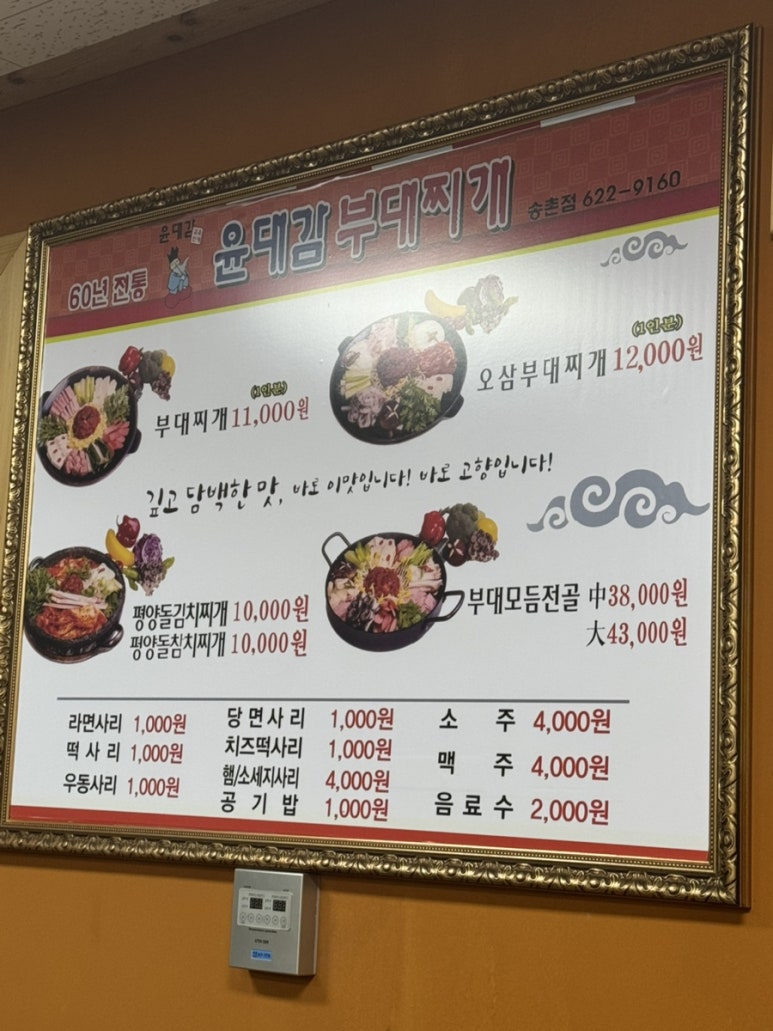 윤대감
60년 전통
윤대감 부대찌개 송촌점 622-9160
(1인분)
부대찌개 11,000원
(1인분)
오삼부대찌개 12,000원
깊고 담백한 맛, 바로 이맛입니다! 바로 고향입니다!
평양돌김치찌개 10,000원
평양돌참치찌개 10,000원
부대모듬전골 中38,000원
大43,000원
라면사리 1,000원
떡사리 1,000원
우동사리 1,000원
당면사리 1,000원
치즈떡사리 1,000원
햄/소세지사리 4,000원
공기밥 1,000원
소주 4,000원
맥주 4,000원
음료수 2,000원